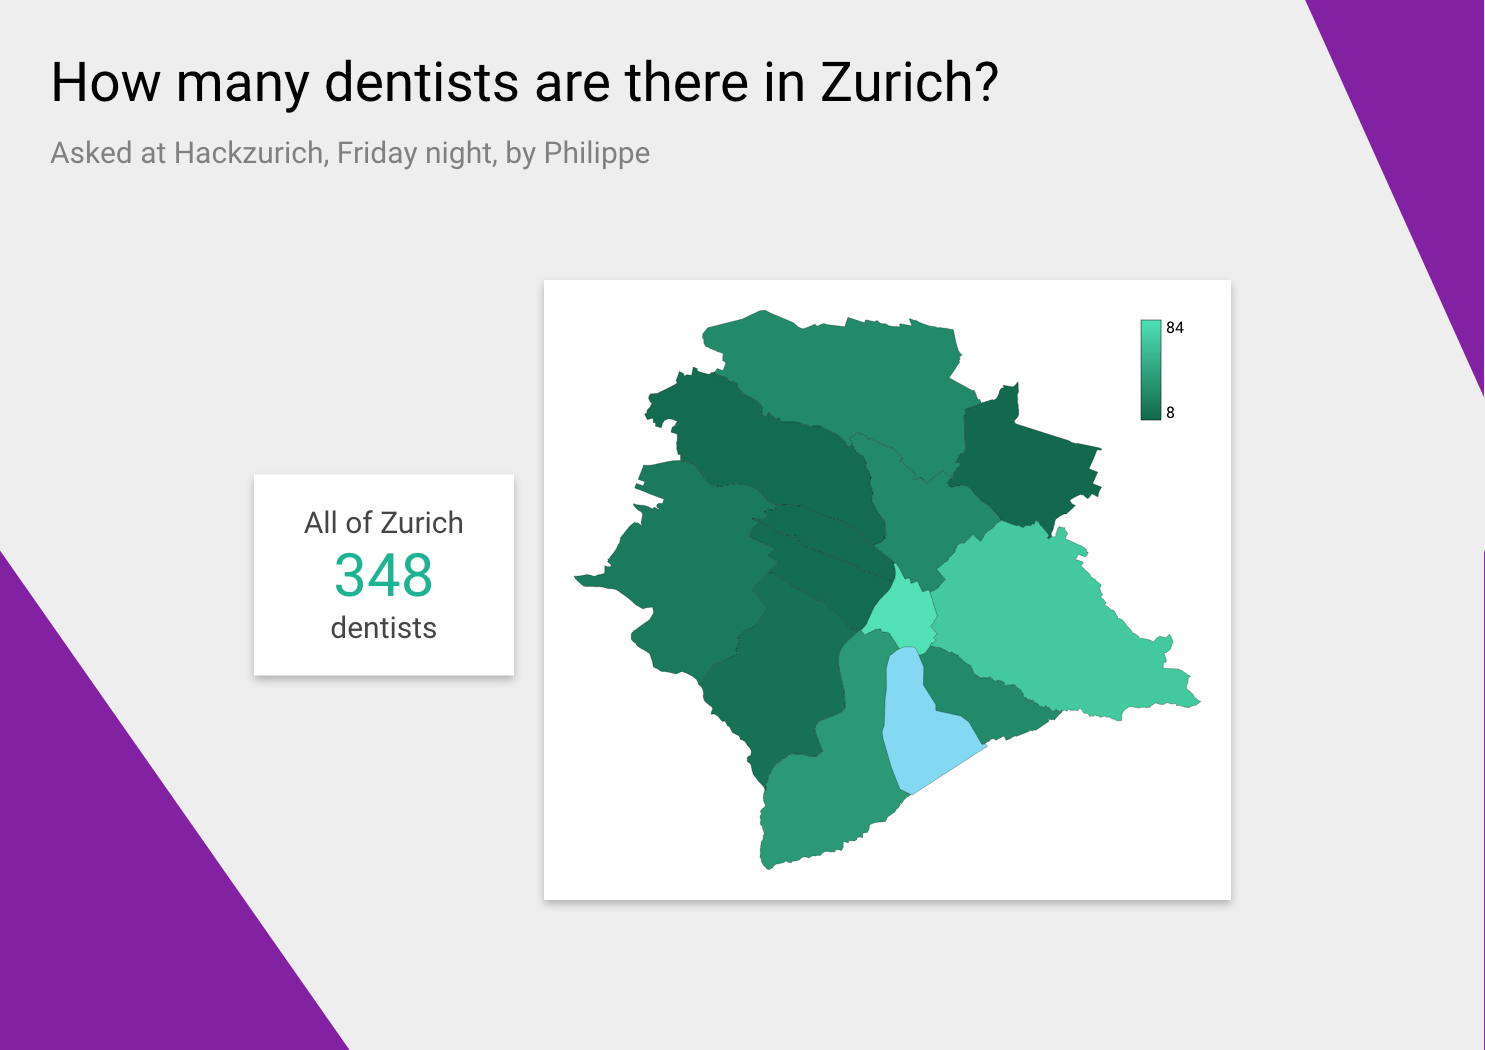 How many dentists are there in Zurich?
Asked at Hackzurich, Friday night, by Philippe
All of Zurich
348
dentists
84
8